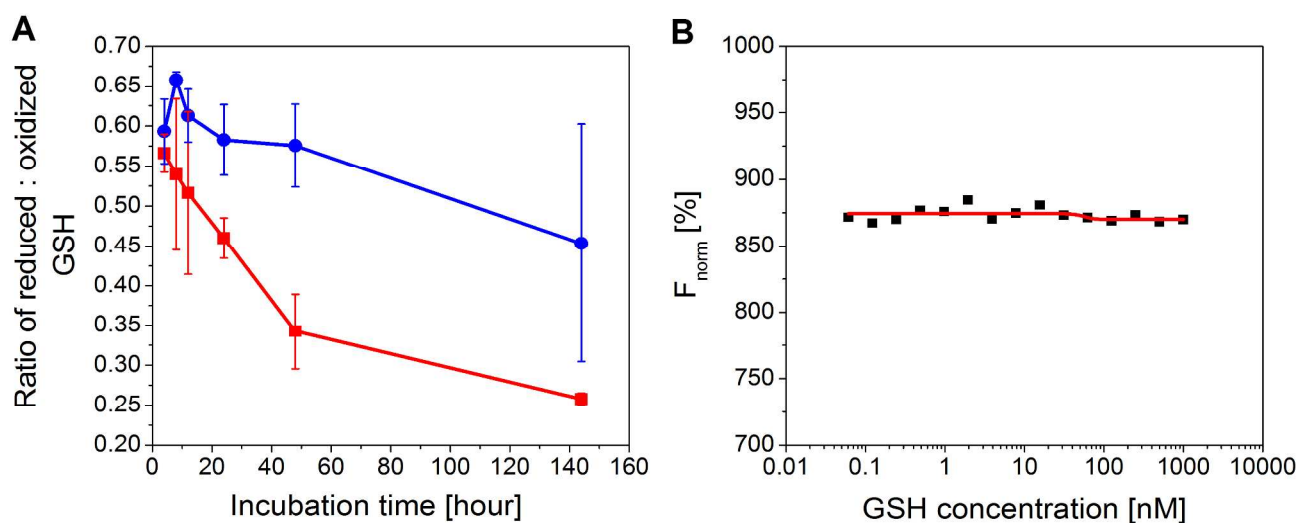 A
Ratio of reduced : oxidized
GSH
0.70
0.65
0.60
0.55
0.50
0.45
0.40
0.35
0.30
0.25
0.20
0 20 40 60 80 100 120 140 160
Incubation time [hour]
B
Fnorm [%]
1000
950
900
850
800
750
700
0.01 0.1 1 10 100 1000 10000
GSH concentration [nM]